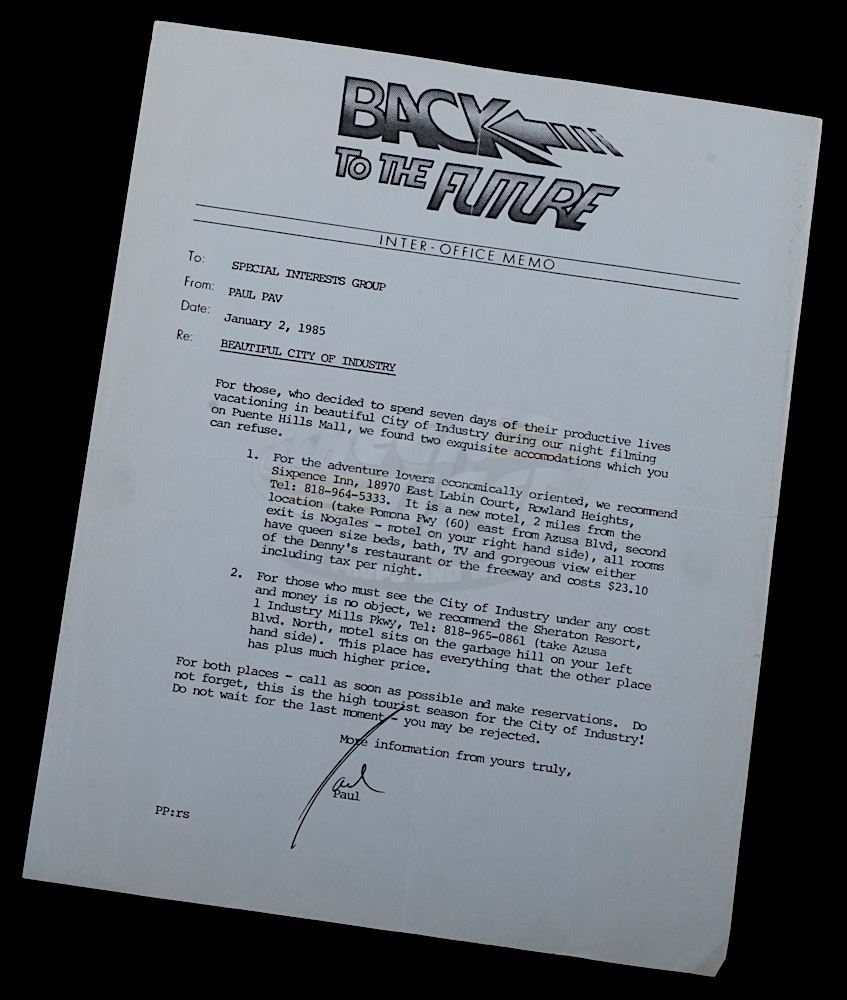 BACK
TO THE FUTURE
INTER-OFFICE MEMO
To: SPECIAL INTERESTS GROUP
From: PAUL PAV
Date: January 2, 1985
Re: BEAUTIFUL CITY OF INDUSTRY
For those, who decided to spend seven days of their productive lives
vacationing in beautiful City of Industry during our night filming
on Puente Hills Mall, we found two exquisite accomodations which you
can refuse.
1. For the adventure lovers economically oriented, we recommend
Sixpence Inn, 18970 East Labin Court, Rowland Heights,
Tel: 818-964-5333. It is a new motel, 2 miles from the
location (take Pomona Fwy (60) east from Azusa Blvd, second
exit is Nogales - motel on your right hand side), all rooms
have queen size beds, bath, TV and gorgeous view either
of the Denny's restaurant or the freeway and costs $23.10
including tax per night.
2. For those who must see the City of Industry under any cost
and money is no object, we recommend the Sheraton Resort,
1 Industry Mills Pkwy, Tel: 818-965-0861 (take Azusa
Blvd. North, motel sits on the garbage hill on your left
hand side). This place has everything that the other place
has plus much higher price.
For both places - call as soon as possible and make reservations. Do
not forget, this is the high tourist season for the City of Industry!
Do not wait for the last moment - you may be rejected.
More information from yours truly,
Paul
Paul
PP:rs